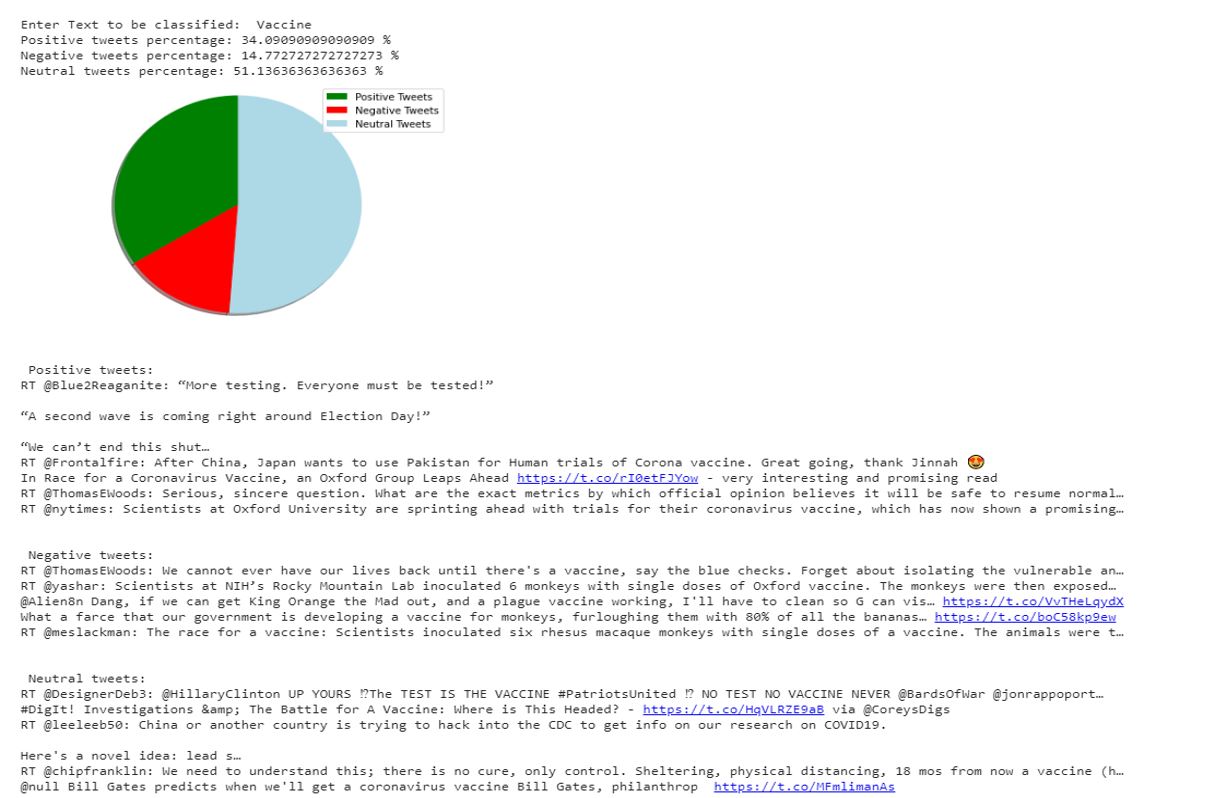 Enter Text to be classified:  Vaccine
Positive tweets percentage: 34.09090909090909 %
Negative tweets percentage: 14.772727272727273 %
Neutral tweets percentage: 51.13636363636363 %
Positive Tweets
Negative Tweets
Neutral Tweets
Positive tweets:
RT @Blue2Reaganite: “More testing. Everyone must be tested!”
“A second wave is coming right around Election Day!”
“We can’t end this shut…
RT @Frontalfire: After China, Japan wants to use Pakistan for Human trials of Corona vaccine. Great going, thank Jinnah 😍
In Race for a Coronavirus Vaccine, an Oxford Group Leaps Ahead https://t.co/rI0etFJYow - very interesting and promising read
RT @ThomasEWoods: Serious, sincere question. What are the exact metrics by which official opinion believes it will be safe to resume normal…
RT @nytimes: Scientists at Oxford University are sprinting ahead with trials for their coronavirus vaccine, which has now shown a promising…
Negative tweets:
RT @ThomasEWoods: We cannot ever have our lives back until there's a vaccine, say the blue checks. Forget about isolating the vulnerable an…
RT @yashar: Scientists at NIH’s Rocky Mountain Lab inoculated 6 monkeys with single doses of Oxford vaccine. The monkeys were then exposed…
@Alien8n Dang, if we can get King Orange the Mad out, and a plague vaccine working, I'll have to clean so G can vis… https://t.co/VvTHeLqydX
What a farce that our government is developing a vaccine for monkeys, furloughing them with 80% of all the bananas… https://t.co/boC58kp9ew
RT @meslackman: The race for a vaccine: Scientists inoculated six rhesus macaque monkeys with single doses of a vaccine. The animals were t…
Neutral tweets:
RT @DesignerDeb3: @HillaryClinton UP YOURS ⁉The TEST IS THE VACCINE #PatriotsUnited ⁉ NO TEST NO VACCINE NEVER @BardsOfWar @jonrappoport…
#DigIt! Investigations &amp; The Battle for A Vaccine: Where is This Headed? - https://t.co/HqVLRZE9aB via @CoreysDigs
RT @leeleeb50: China or another country is trying to hack into the CDC to get info on our research on COVID19.
Here's a novel idea: lead s…
RT @chipfranklin: We need to understand this; there is no cure, only control. Sheltering, physical distancing, 18 mos from now a vaccine (h…
@null Bill Gates predicts when we'll get a coronavirus vaccine Bill Gates, philanthrop  https://t.co/MFmlimanAs